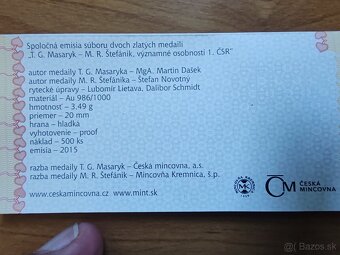 Spoločná emisia súboru dvoch zlatých medailí
„T. G. Masaryk – M. R. Štefánik, významné osobnosti 1. ČSR“
autor medaily T. G. Masaryka – MgA. Martin Dašek
autor medaily M. R. Štefánika – Štefan Novotný
rytecké úpravy – Lubomír Lietava, Dalibor Schmidt
materiál – Au 986/1000
hmotnosť – 3.49 g
priemer – 20 mm
hrana – hladká
vyhotovenie – proof
náklad – 500 ks
emisia – 2015
razba medaily T. G. Masaryk – Česká mincovna, a.s.
razba medaily M. R. Štefánik – Mincovňa Kremnica, š.p.
www.ceskamincovna.cz www.mint.sk
ČM ČESKÁ
MINCOVNA
sbazos.sk